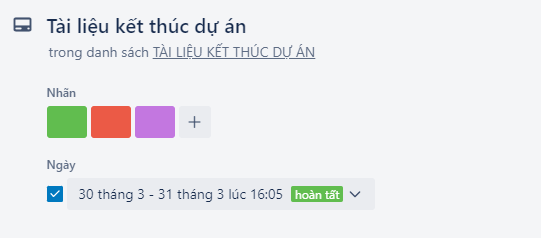 Tài liệu kết thúc dự án
trong danh sách TÀI LIỆU KẾT THÚC DỰ ÁN
Nhãn
Ngày
30 tháng 3 - 31 tháng 3 lúc 16:05 hoàn tất